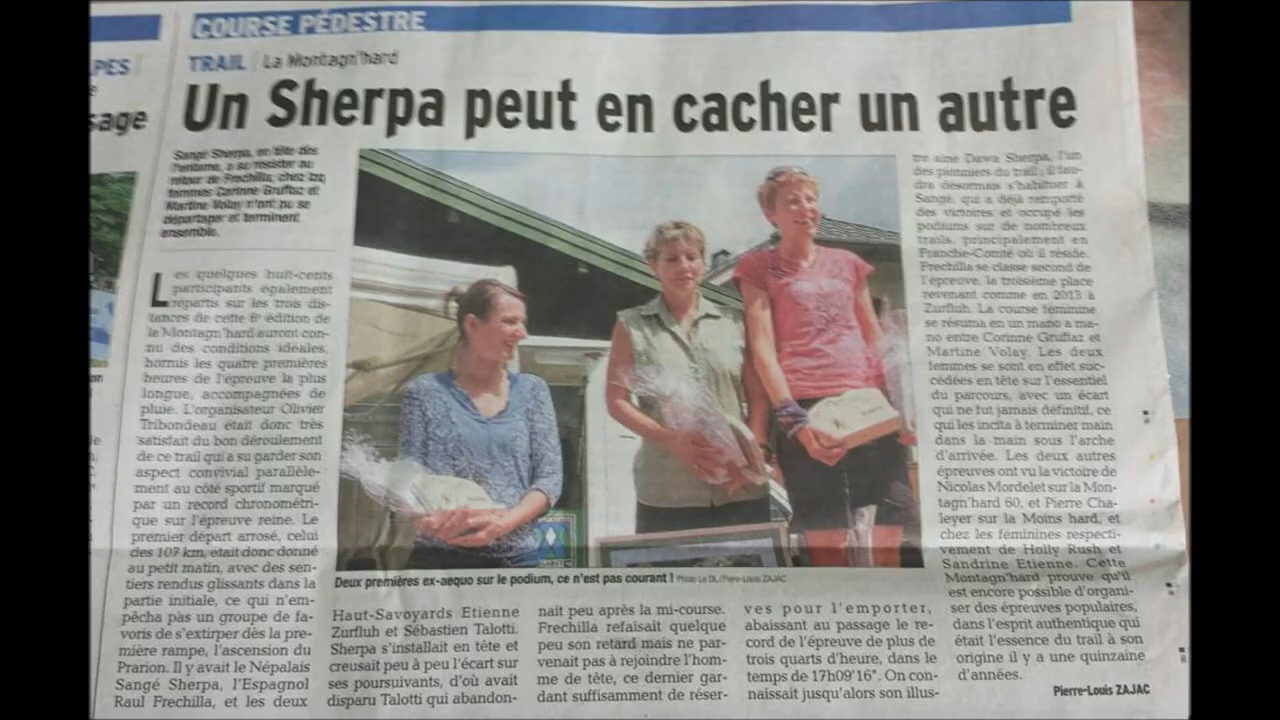 COURSE PÉDESTRE
PES
sage
TRAIL | La Montagn'hard
Un Sherpa peut en cacher un autre
Sangé Sherpa, en tête dès
l'entame, a su résister au
retour de Frechilla, chez les
femmes Corinne Gruffaz et
Martine Volay n'ont pu se
départager et terminent
ensemble.
Les quelques huit-cents
participants également
répartis sur les trois dis-
tances de cette 6e édition de
la Montagn'hard auront con-
nu des conditions idéales,
hormis les quatre premières
heures de l'épreuve la plus
longue, accompagnées de
pluie. L'organisateur Olivier
Tribondeau était donc très
satisfait du bon déroulement
de ce trail qui a su garder son
aspect convivial parallèle-
ment au côté sportif marqué
par un record chronométri-
que sur l'épreuve reine. Le
premier départ arrosé, celui
des 107 km, était donc donné
au petit matin, avec des sen-
tiers rendus glissants dans la
partie initiale, ce qui n'em-
pêcha pas un groupe de fa-
voris de s'extirper dès la pre-
mière rampe, l'ascension du
Prarion. Il y avait le Népalais
Sangé Sherpa, l'Espagnol
Raul Frechilla, et les deux
Deux premières ex-aequo sur le podium, ce n'est pas courant ! Photo Le DL/Pierre-Louis ZAJAC
Haut-Savoyards Etienne
Zurfluh et Sébastien Talotti.
Sherpa s'installait en tête et
creusait peu à peu l'écart sur
ses poursuivants, d'où avait
disparu Talotti qui abandon-
nait peu après la mi-course.
Frechilla refaisait quelque
peu son retard mais ne par-
venait pas à rejoindre l'hom-
me de tête, ce dernier gar-
dant suffisamment de réser-
ves pour l'emporter,
abaissant au passage le re-
cord de l'épreuve de plus de
trois quarts d'heure, dans le
temps de 17h09'16". On con-
naissait jusqu'alors son illus-
tre aîné Dawa Sherpa, l'un
des pionniers du trail ; il fau-
dra désormais s'habituer à
Sangé, qui a déjà remporté
des victoires et occupé les
podiums sur de nombreux
trails, principalement en
Franche-Comté où il réside.
Frechilla se classe second de
l'épreuve, la troisième place
revenant comme en 2013 à
Zurfluh. La course féminine
se résuma en un mano a ma-
no entre Corinne Gruffaz et
Martine Volay. Les deux
femmes se sont en effet suc-
cédées en tête sur l'essentiel
du parcours, avec un écart
qui ne fut jamais définitif, ce
qui les incita à terminer main
dans la main sous l'arche
d'arrivée. Les deux autres
épreuves ont vu la victoire de
Nicolas Mordelet sur la Mon-
tagn'hard 60, et Pierre Cha-
leyer sur la Moins hard, et
chez les féminines respecti-
vement de Holly Rush et
Sandrine Etienne. Cette
Montagn'hard prouve qu'il
est encore possible d'organi-
ser des épreuves populaires,
dans l'esprit authentique qui
était l'essence du trail à son
origine il y a une quinzaine
d'années.
Pierre-Louis ZAJAC